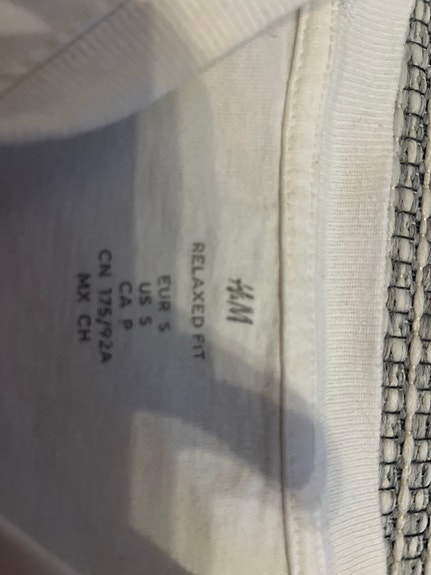 H&M
RELAXED FIT
EUR S
US S
CA P
CN 175/92A
MX CH